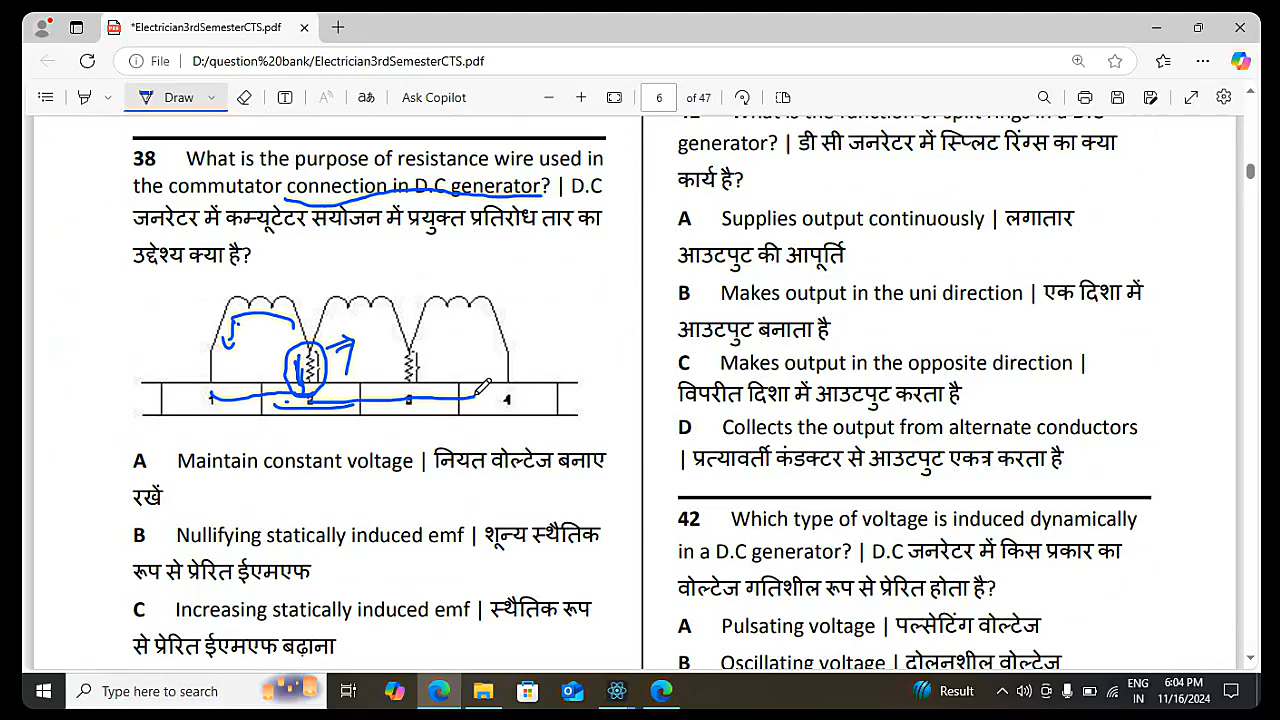 *Electrician3rdSemesterCTS.pdf
File D:/question%20bank/Electrician3rdSemesterCTS.pdf
Draw Ask Copilot 6 of 47
38 What is the purpose of resistance wire used in
the commutator connection in D.C generator? | D.C
जनरेटर में कम्यूटेटर संयोजन में प्रयुक्त प्रतिरोध तार का
उद्देश्य क्या है?
4
A Maintain constant voltage | नियत वोल्टेज बनाए
रखें
B Nullifying statically induced emf | शून्य स्थैतिक
रूप से प्रेरित ईएमएफ
C Increasing statically induced emf | स्थैतिक रूप
से प्रेरित ईएमएफ बढ़ाना
generator? | डी सी जनरेटर में स्प्लिट रिंग्स का क्या
कार्य है?
A Supplies output continuously | लगातार
आउटपुट की आपूर्ति
B Makes output in the uni direction | एक दिशा में
आउटपुट बनाता है
C Makes output in the opposite direction |
विपरीत दिशा में आउटपुट करता है
D Collects the output from alternate conductors
| प्रत्यावर्ती कंडक्टर से आउटपुट एकत्र करता है
42 Which type of voltage is induced dynamically
in a D.C generator? | D.C जनरेटर में किस प्रकार का
वोल्टेज गतिशील रूप से प्रेरित होता है?
A Pulsating voltage | पल्सेटिंग वोल्टेज
B Oscillating voltage | दोलनशील वोल्टेज
Type here to search Result ENG 6:04 PM
IN 11/16/2024